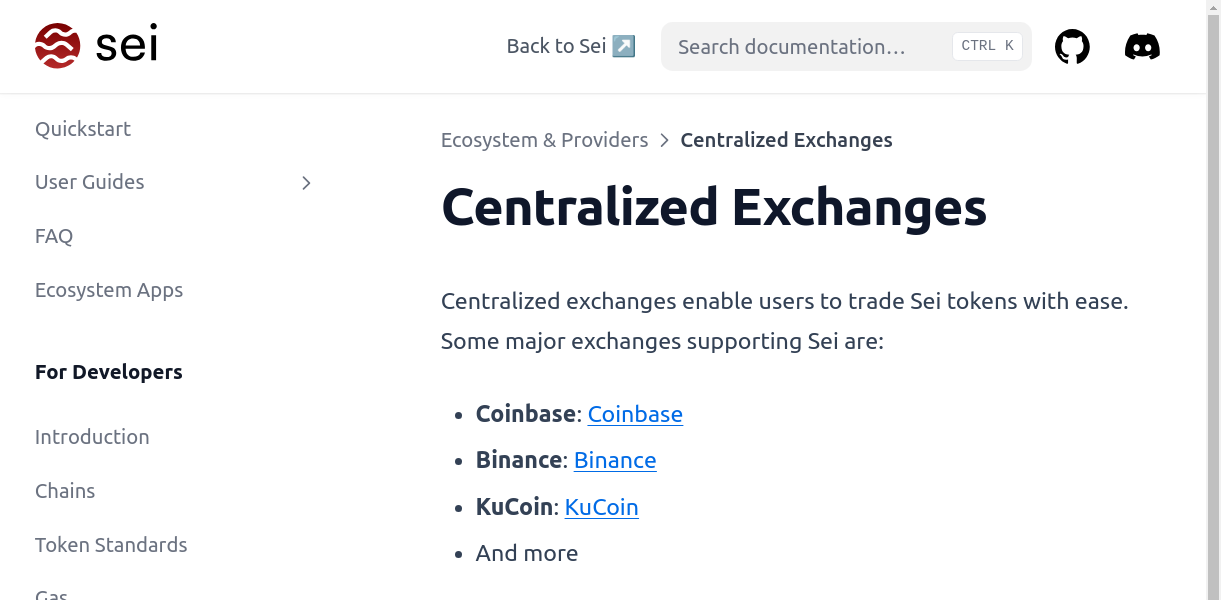 sei
Back to Sei ↗️
Search documentation…
CTRL K
Quickstart
User Guides
FAQ
Ecosystem Apps
For Developers
Introduction
Chains
Token Standards
Gas
Ecosystem & Providers > Centralized Exchanges
Centralized Exchanges
Centralized exchanges enable users to trade Sei tokens with ease.
Some major exchanges supporting Sei are:
• Coinbase: Coinbase
• Binance: Binance
• KuCoin: KuCoin
• And more